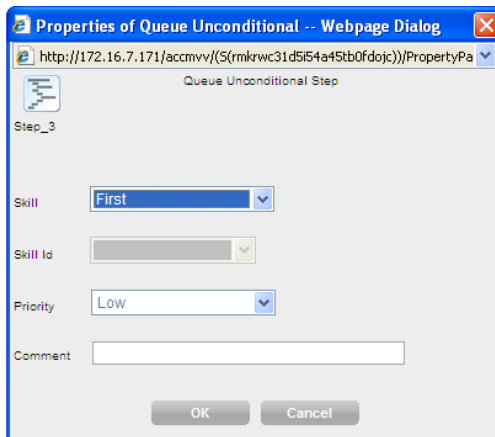 Properties of Queue Unconditional -- Webpage Dialog
http://172.16.7.171/accmvv/(S(rmkrwc31d5i54a45tb0fdojc))/PropertyPa
Queue Unconditional Step
Step_3
Skill First
Skill Id
Priority Low
Comment
OK Cancel